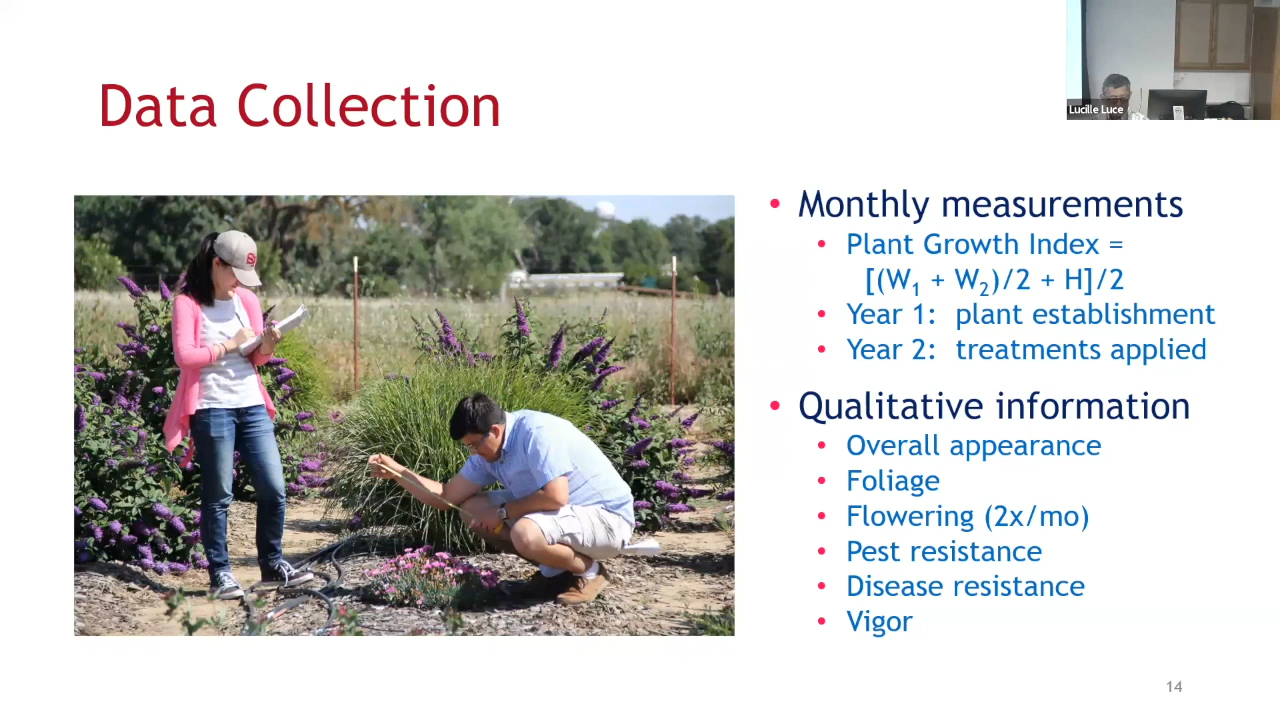 Lucille Luce
Data Collection
• Monthly measurements
• Plant Growth Index =
[(W₁ + W₂)/2 + H]/2
• Year 1: plant establishment
• Year 2: treatments applied
• Qualitative information
• Overall appearance
• Foliage
• Flowering (2x/mo)
• Pest resistance
• Disease resistance
• Vigor
14